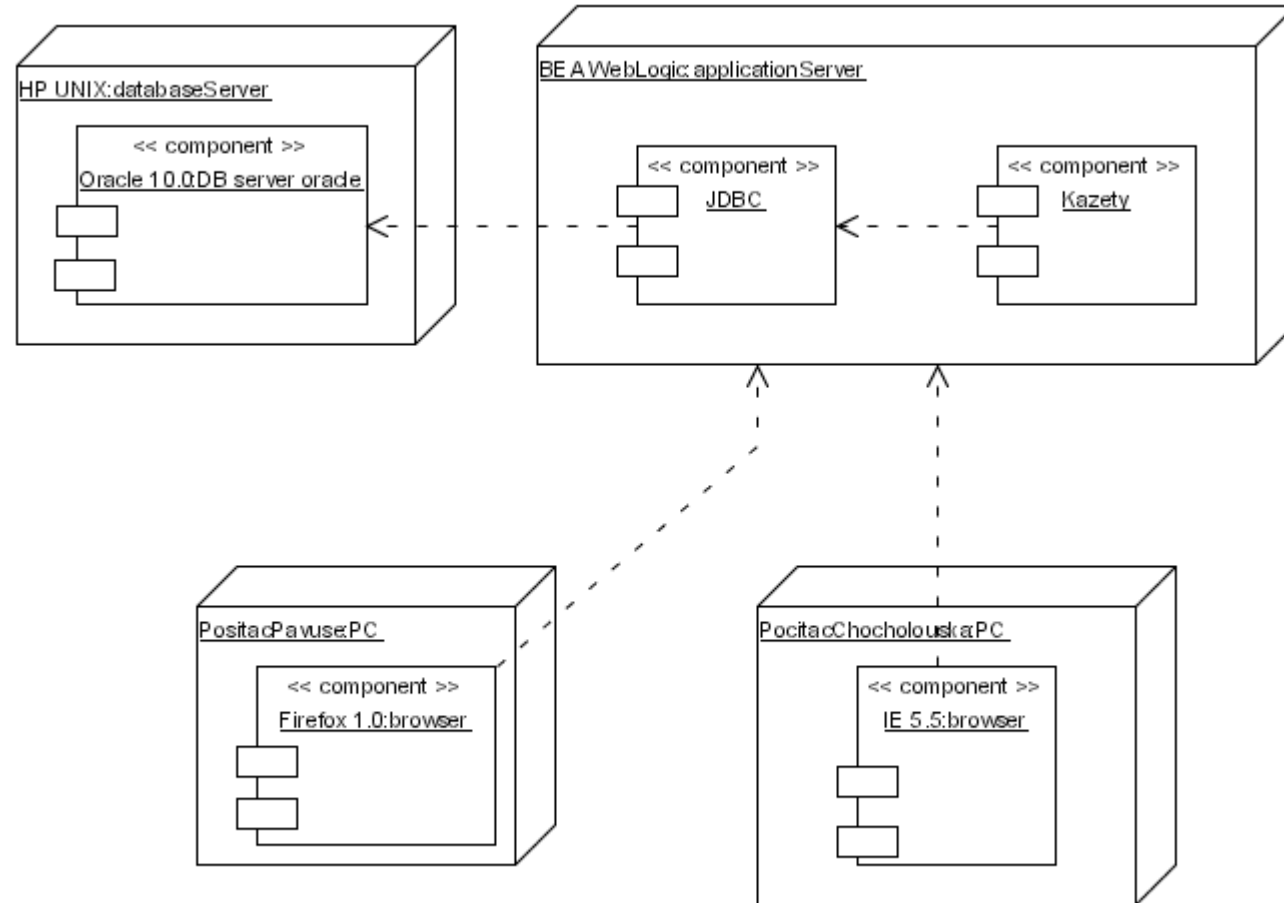 HP UNIX:databaseServer
<< component >>
Oracle 10.0:DB server oracle
BEA WebLogic:applicationServer
<< component >>
JDBC
<< component >>
Kazety
PositacPavuse:PC
<< component >>
Firefox 1.0:browser
PocitacChocholouska:PC
<< component >>
IE 5.5:browser